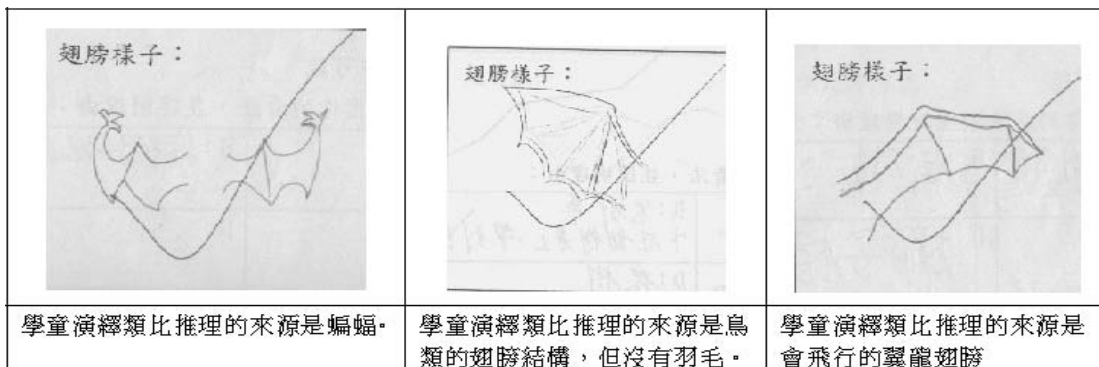 翅膀樣子：
翅膀樣子：
翅膀樣子：
學童演繹類比推理的來源是蝙蝠。
學童演繹類比推理的來源是鳥
類的翅膀結構，但沒有羽毛。
學童演繹類比推理的來源是
會飛行的翼龍翅膀